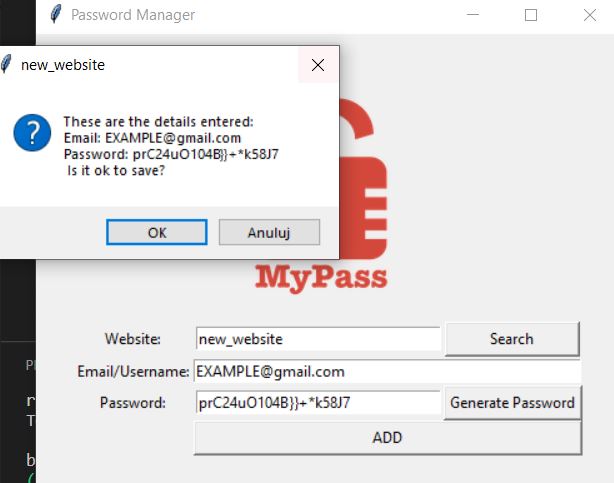 Password Manager
new_website
These are the details entered:
Email: EXAMPLE@gmail.com
Password: prC24uO104B}}+*k58J7
Is it ok to save?
OK
Anuluj
MyPass
Website:
new_website
Search
Email/Username:
EXAMPLE@gmail.com
Password:
prC24uO104B}}+*k58J7
Generate Password
ADD